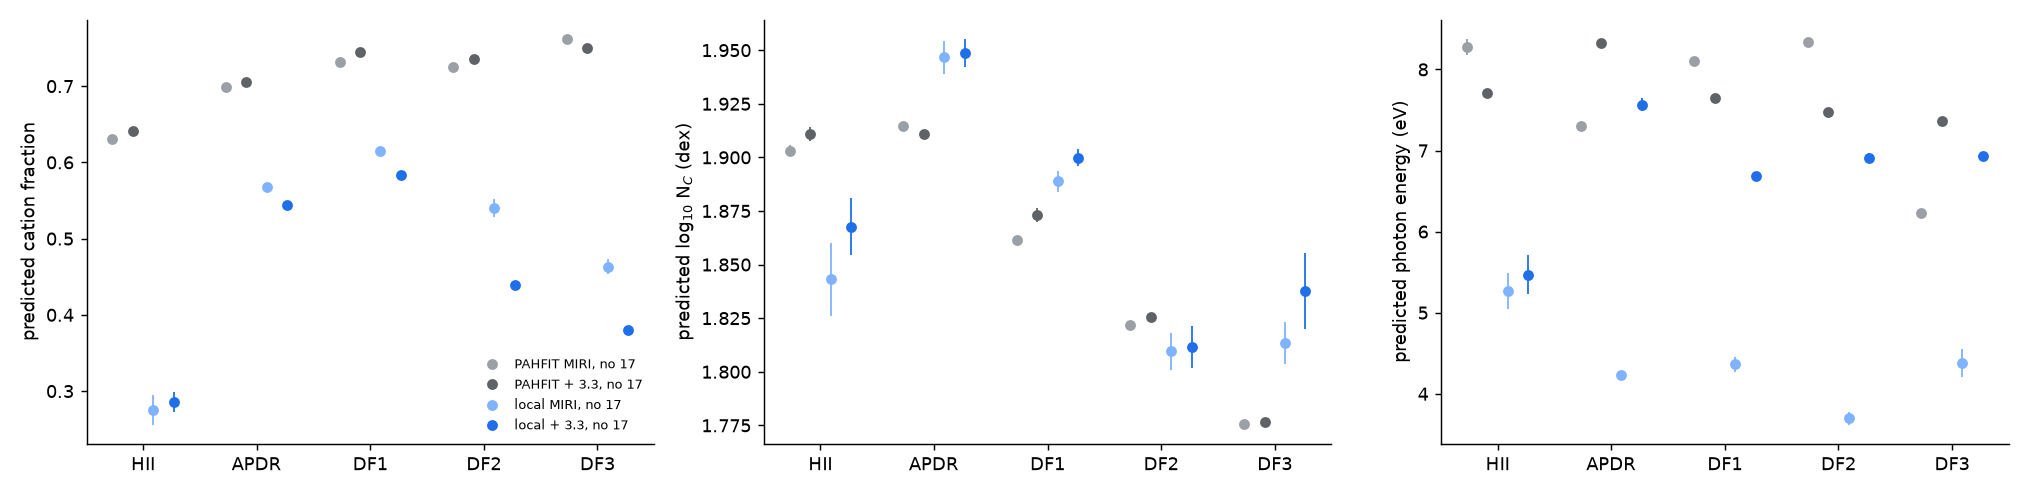 predicted cation fraction
0.7
0.6
0.5
0.4
0.3
HII
APDR
DF1
DF2
DF3
PAHFIT MIRI, no 17
PAHFIT + 3.3, no 17
local MIRI, no 17
local + 3.3, no 17
predicted log₁₀ N_C (dex)
1.950
1.925
1.900
1.875
1.850
1.825
1.800
1.775
HII
APDR
DF1
DF2
DF3
predicted photon energy (eV)
8
7
6
5
4
HII
APDR
DF1
DF2
DF3